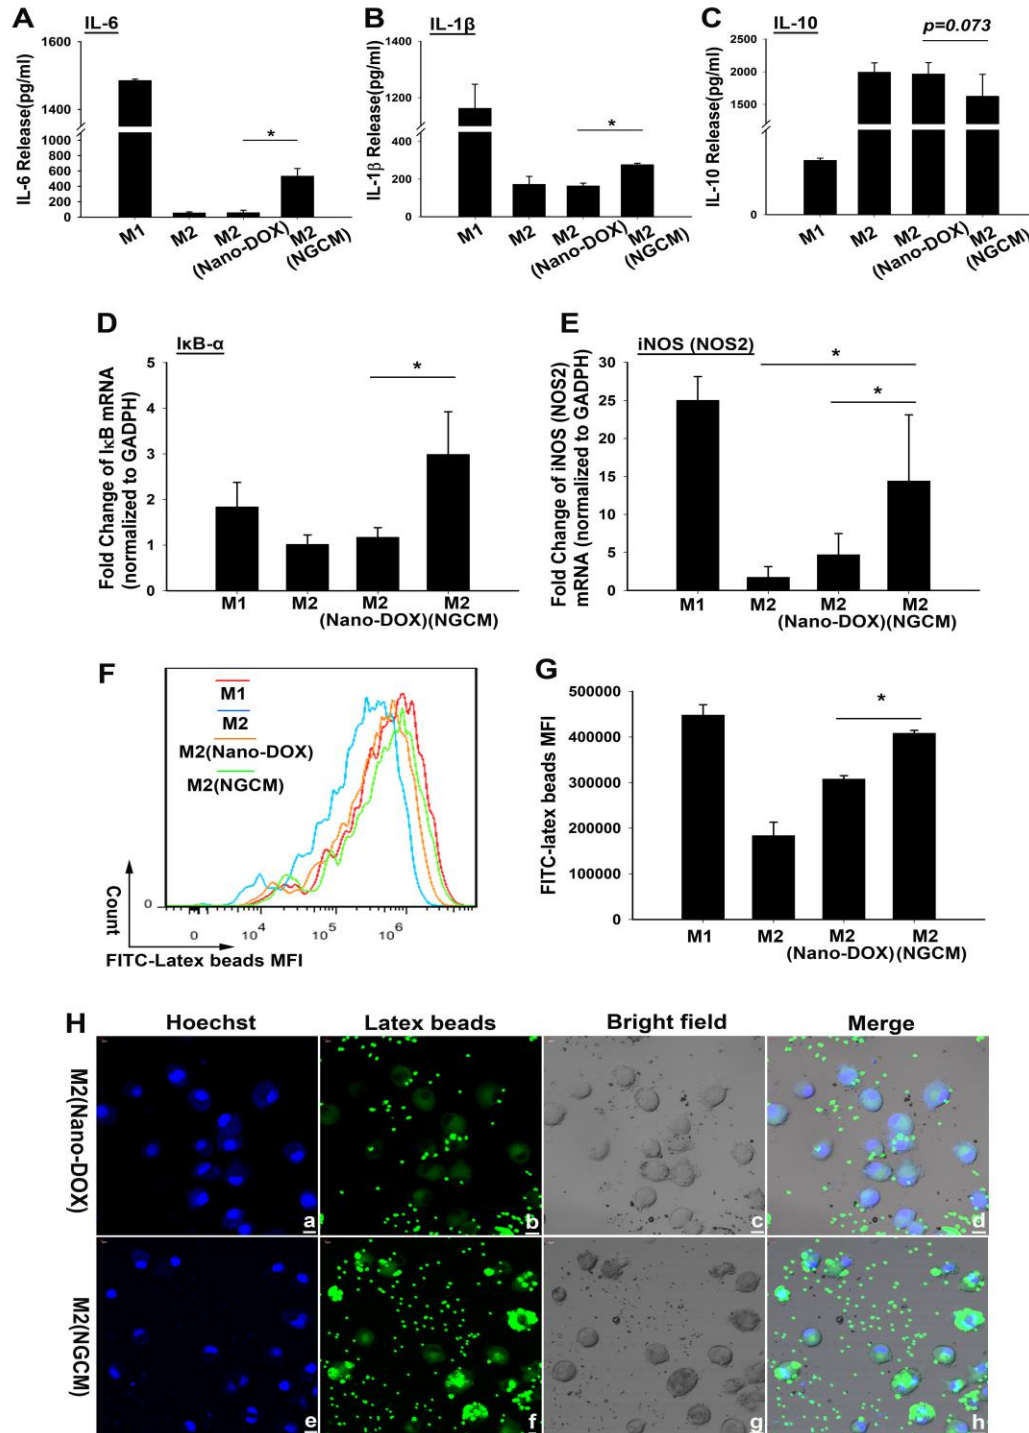 A IL-6
IL-6 Release(pg/ml)
1600
1400
1000
800
600
400
200
0
*
M1
M2
M2
(Nano-DOX)
M2
(NGCM)
B IL-1β
IL-1β Release(pg/ml)
1400
1200
400
200
0
*
M1
M2
M2
(Nano-DOX)
M2
(NGCM)
C IL-10
p=0.073
IL-10 Release(pg/ml)
2500
2000
1500
0
M1
M2
M2
(Nano-DOX)
M2
(NGCM)
D IκB-α
Fold Change of IκB mRNA
(normalized to GADPH)
5
4
3
2
1
0
*
M1
M2
M2
(Nano-DOX)
M2
(NGCM)
E iNOS (NOS2)
Fold Change of iNOS (NOS2)
mRNA (normalized to GADPH)
30
25
20
15
10
5
0
*
*
M1
M2
M2
(Nano-DOX)
M2
(NGCM)
F
M1
M2
M2(Nano-DOX)
M2(NGCM)
Count
0
0 10⁴ 10⁵ 10⁶
FITC-Latex beads MFI
G
FITC-latex beads MFI
500000
400000
300000
200000
100000
0
*
M1
M2
M2
(Nano-DOX)
M2
(NGCM)
H Hoechst Latex beads Bright field Merge
M2(Nano-DOX)
a b c d
M2(NGCM)
e f g h